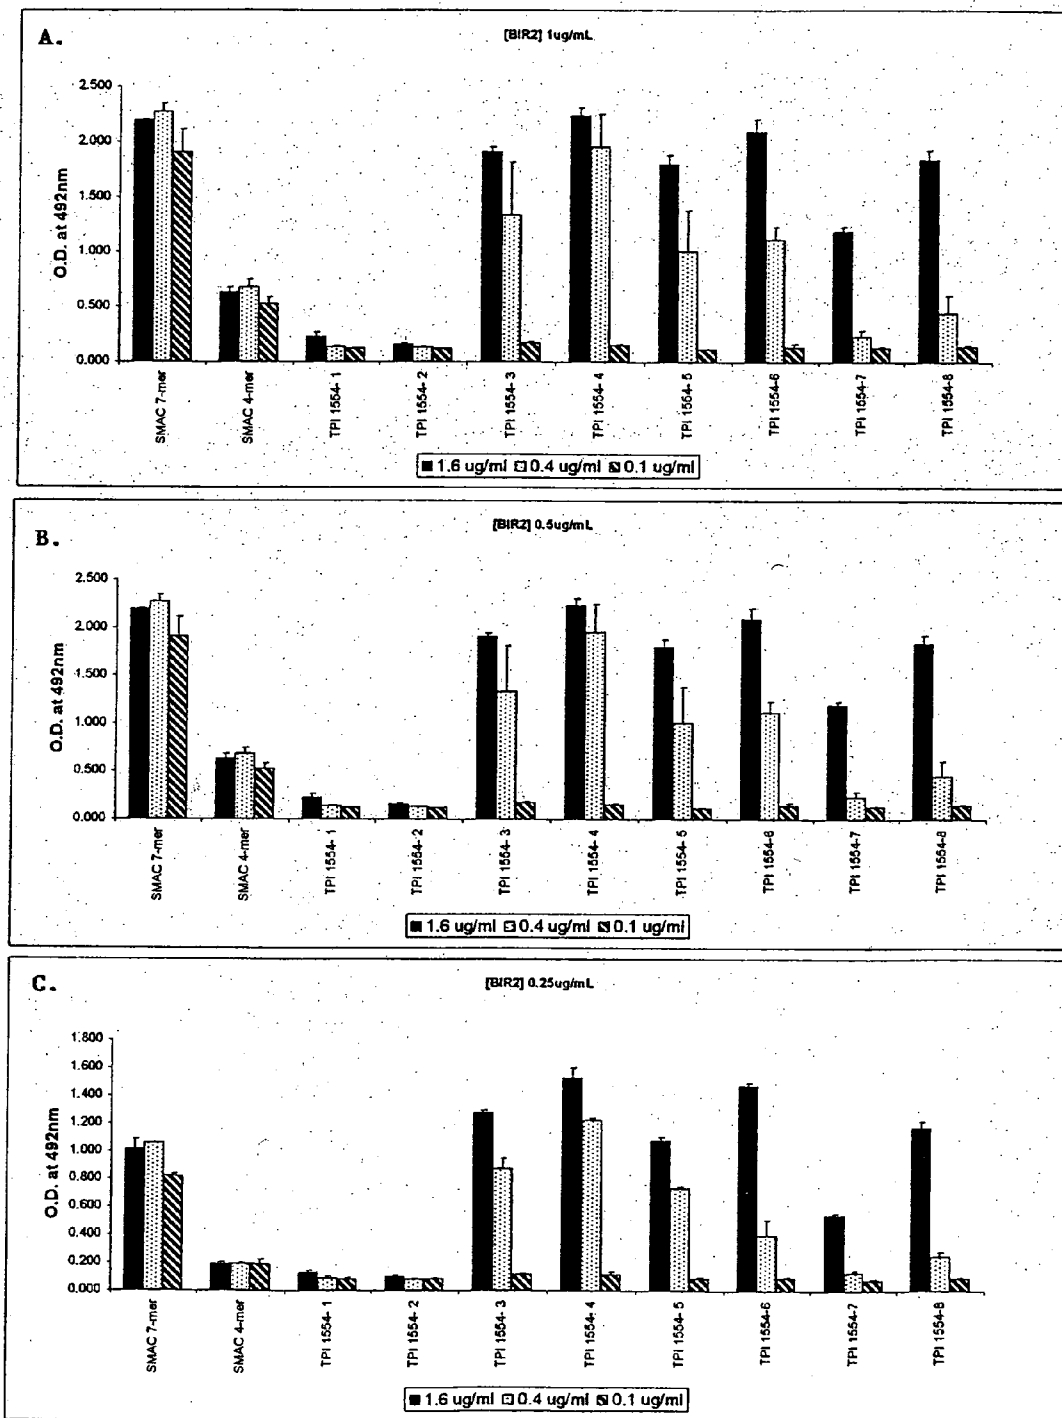 A.
[BIR2] 1ug/mL
O.D. at 492nm
2.500
2.000
1.500
1.000
0.500
0.000
SMAC 7-mer
SMAC 4-mer
TPI 1554- 1
TPI 1554- 2
TPI 1554- 3
TPI 1554- 4
TPI 1554- 5
TPI 1554-6
TPI 1554-7
TPI 1554-8
1.6 ug/ml 0.4 ug/ml 0.1 ug/ml
B.
[BIR2] 0.5ug/mL
O.D. at 492nm
2.500
2.000
1.500
1.000
0.500
0.000
SMAC 7-mer
SMAC 4-mer
TPI 1554- 1
TPI 1554-2
TPI 1554- 3
TPI 1554- 4
TPI 1554- 5
TPI 1554-6
TPI 1554-7
TPI 1554-8
1.6 ug/ml 0.4 ug/ml 0.1 ug/ml
C.
[BIR2] 0.25ug/mL
O.D. at 492nm
1.800
1.600
1.400
1.200
1.000
0.800
0.600
0.400
0.200
0.000
SMAC 7-mer
SMAC 4-mer
TPI 1554- 1
TPI 1554- 2
TPI 1554- 3
TPI 1554- 4
TPI 1554- 5
TPI 1554-6
TPI 1554-7
TPI 1554-8
1.6 ug/ml 0.4 ug/ml 0.1 ug/ml